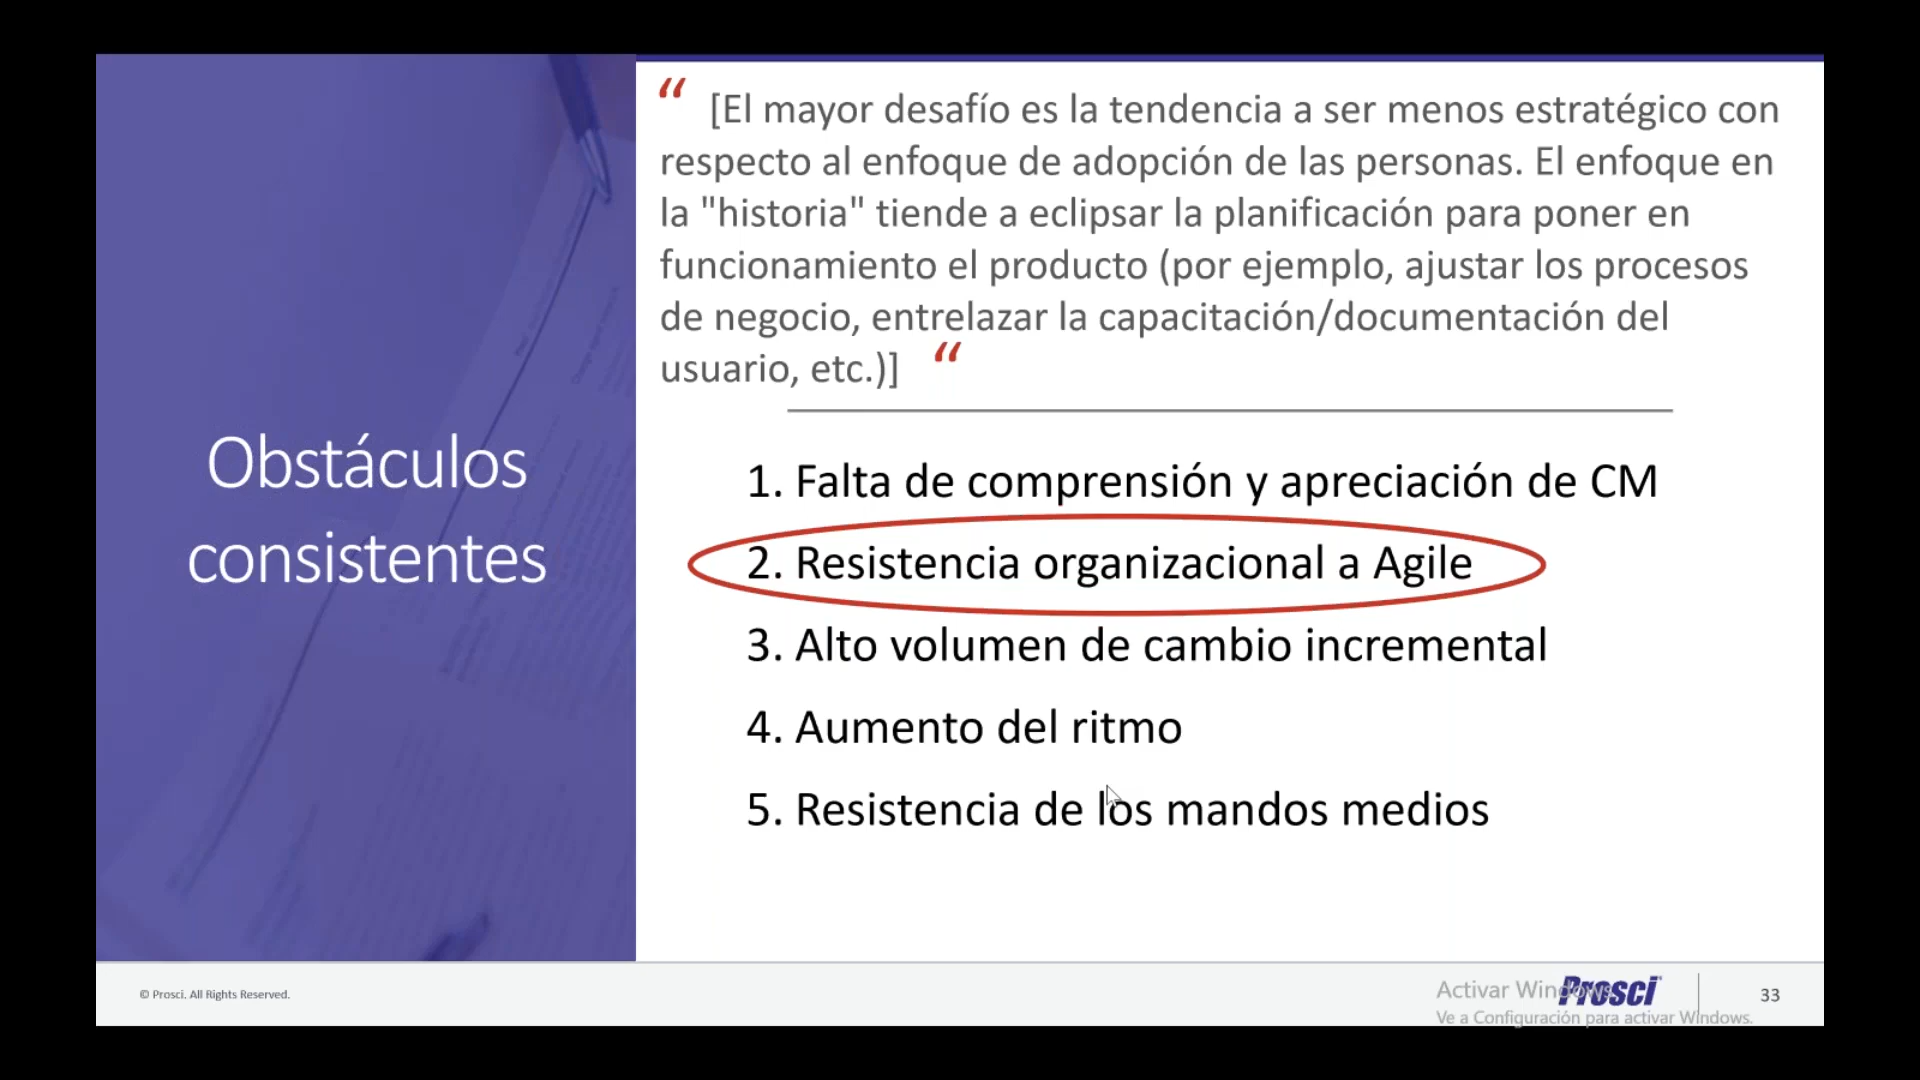 “ [El mayor desafío es la tendencia a ser menos estratégico con
respecto al enfoque de adopción de las personas. El enfoque en
la "historia" tiende a eclipsar la planificación para poner en
funcionamiento el producto (por ejemplo, ajustar los procesos
de negocio, entrelazar la capacitación/documentación del
usuario, etc.)] “
Obstáculos
consistentes
1. Falta de comprensión y apreciación de CM
2. Resistencia organizacional a Agile
3. Alto volumen de cambio incremental
4. Aumento del ritmo
5. Resistencia de los mandos medios
© Prosci. All Rights Reserved.
Activar Windows
Prosci
33
Ve a Configuración para activar Windows.